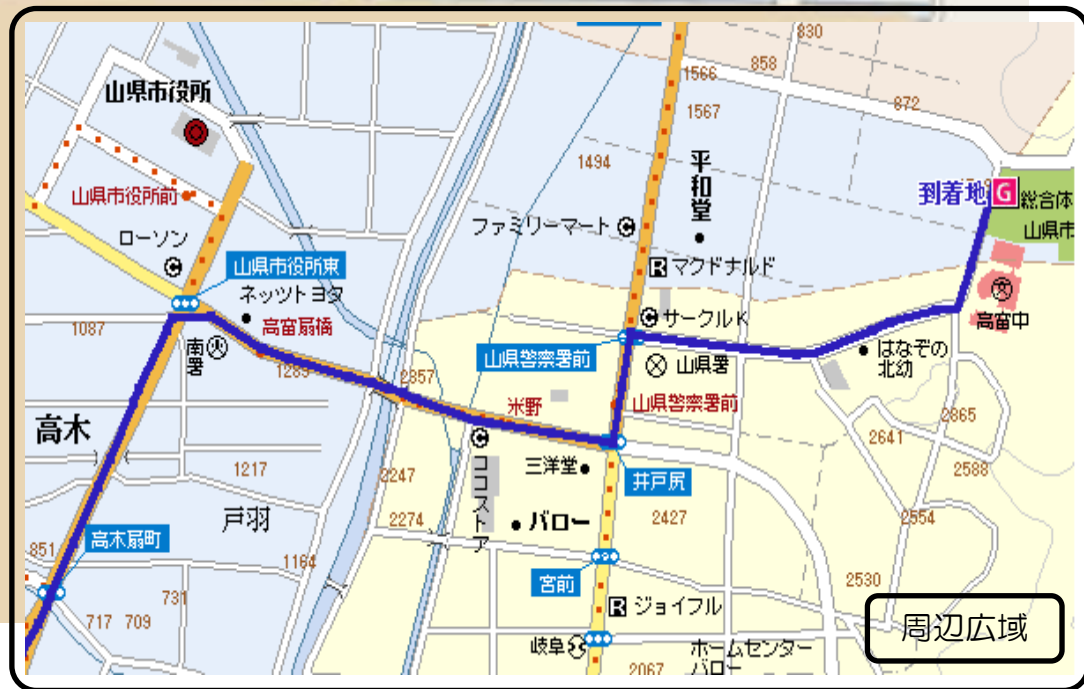 830
858
1566
1567
872
山県市役所
1494
平和堂
山県市役所前
到着地 G
総合体
山県市
ファミリーマート
ローソン
山県市役所東
R マクドナルド
ネッツトヨタ
サークルK
高富中
1087
高富扇橋
南署
山県警察署前
山県署
はなぞの
北幼
1285
2357
米野
山県警察署前
2865
高木
2641
三洋堂
井戸尻
2588
1217
2247
ココストア
戸羽
2274
バロー
2427
2554
高木扇町
851
1164
宮前
2530
731
717
709
R ジョイフル
周辺広域
岐阜
ホームセンター
バロー
2067